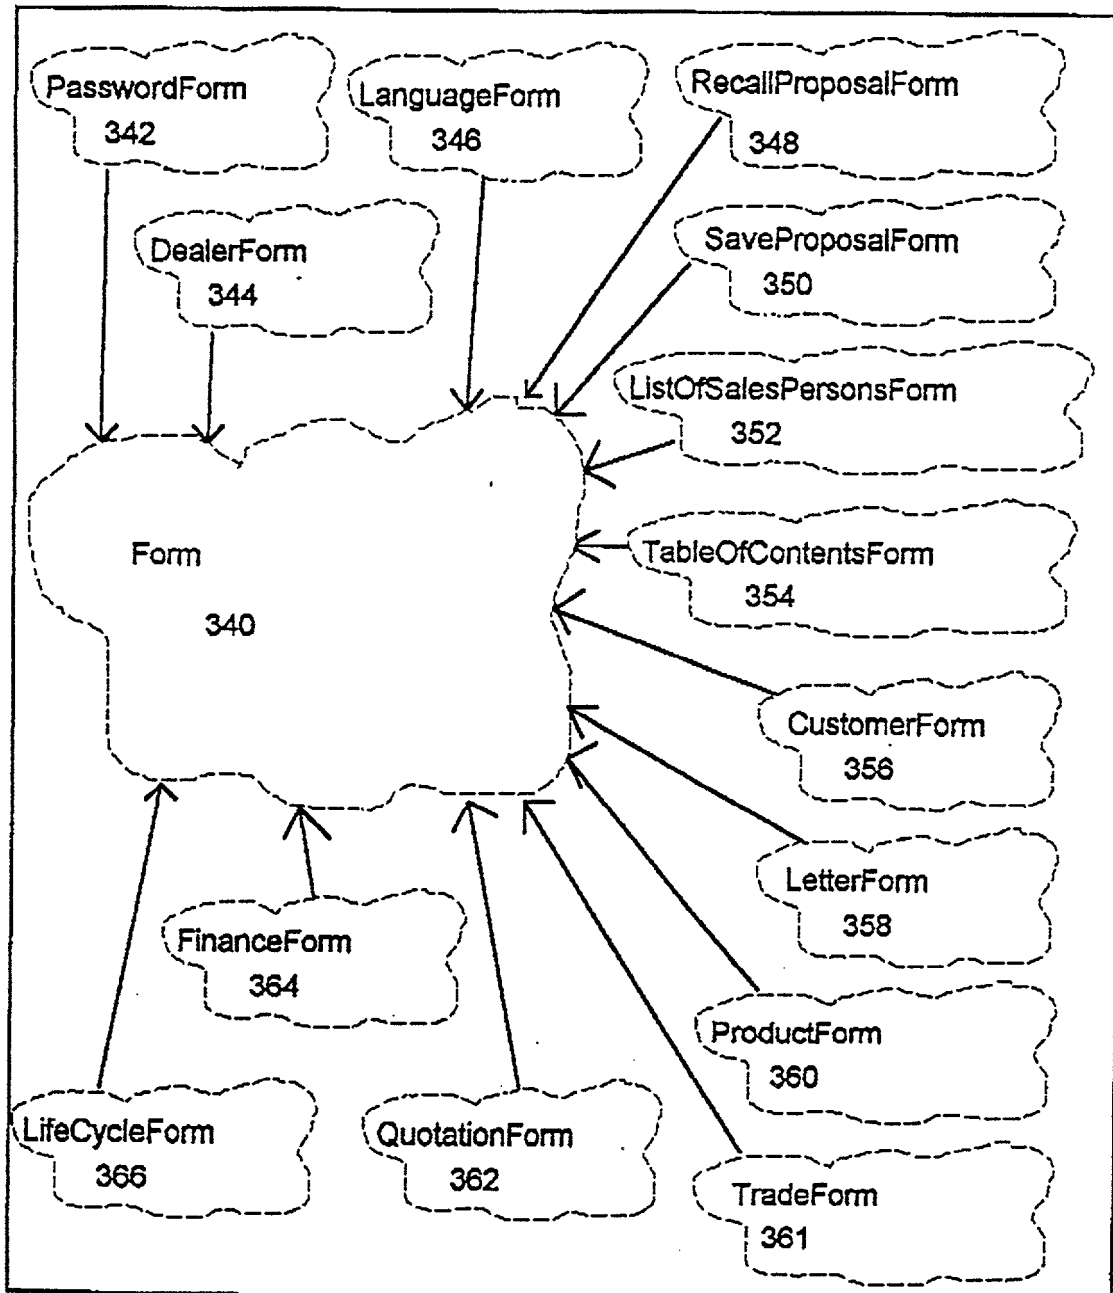 PasswordForm
342
LanguageForm
346
RecallProposalForm
348
DealerForm
344
SaveProposalForm
350
ListOfSalesPersonsForm
352
Form
340
TableOfContentsForm
354
CustomerForm
356
LetterForm
358
FinanceForm
364
ProductForm
360
LifeCycleForm
366
QuotationForm
362
TradeForm
361